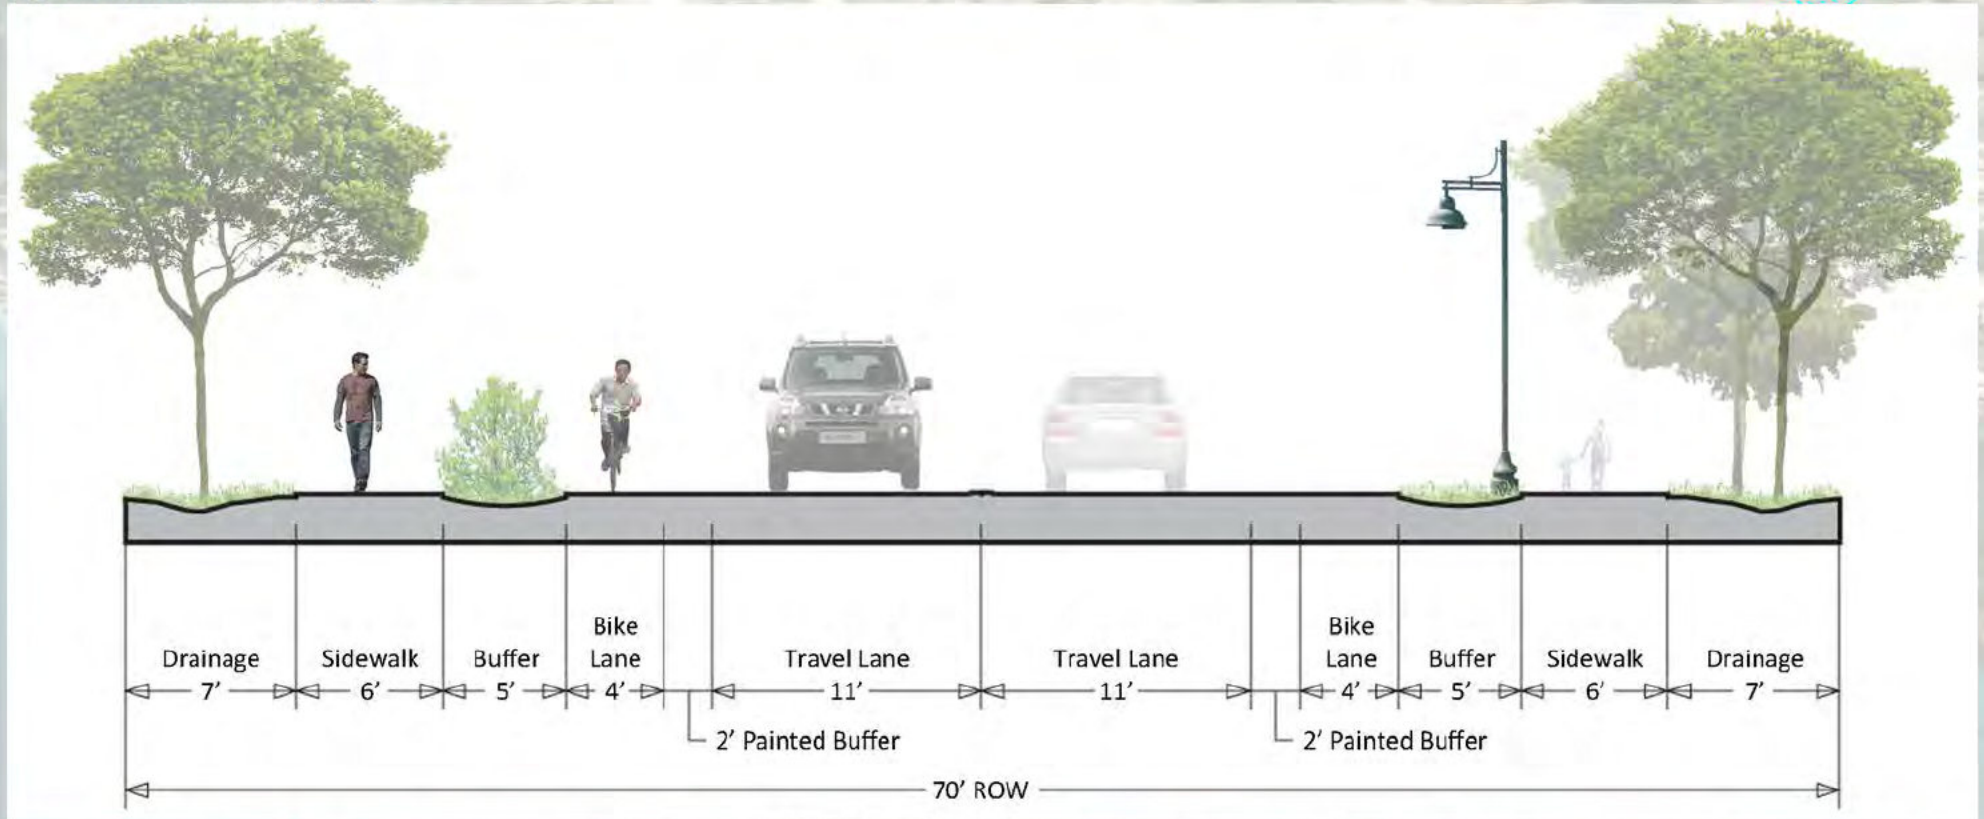 Drainage
7′
Sidewalk
6′
Buffer
5′
Bike
Lane
4′
2′ Painted Buffer
Travel Lane
11′
Travel Lane
11′
2′ Painted Buffer
Bike
Lane
4′
Buffer
5′
Sidewalk
6′
Drainage
7′
70′ ROW